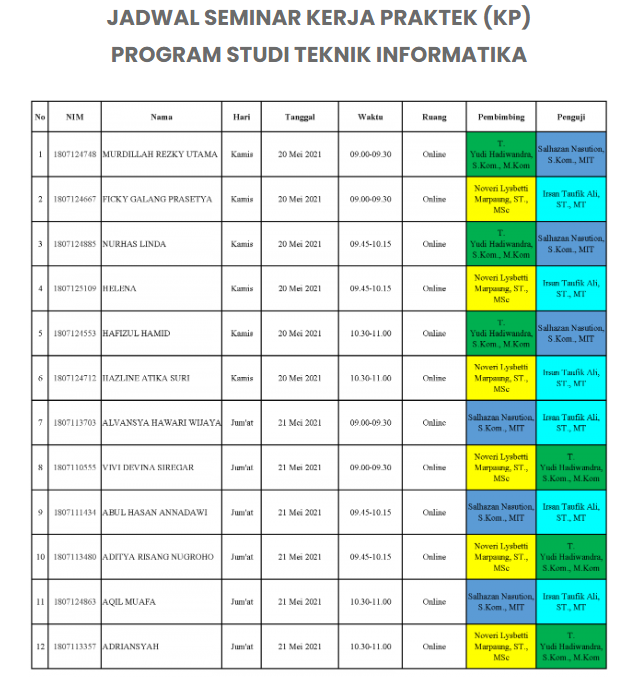 JADWAL SEMINAR KERJA PRAKTEK (KP)
PROGRAM STUDI TEKNIK INFORMATIKA
No NIM Nama Hari Tanggal Waktu Ruang Pembimbing Penguji
1 1807124748 MURDILLAH REZKY UTAMA Kamis 20 Mei 2021 09.00-09.30 Online T. Yudi Hadiwandra, S.Kom., M.Kom Salhazan Nasution, S.Kom., MIT
2 1807124667 FICKY GALANG PRASETYA Kamis 20 Mei 2021 09.00-09.30 Online Noveri Lysbetti Marpaung, ST., MSc Irsan Taufik Ali, ST., MT
3 1807124885 NURHAS LINDA Kamis 20 Mei 2021 09.45-10.15 Online T. Yudi Hadiwandra, S.Kom., M.Kom Salhazan Nasution, S.Kom., MIT
4 1807125109 HELENA Kamis 20 Mei 2021 09.45-10.15 Online Noveri Lysbetti Marpaung, ST., MSc Irsan Taufik Ali, ST., MT
5 1807124553 HAFIZUL HAMID Kamis 20 Mei 2021 10.30-11.00 Online T. Yudi Hadiwandra, S.Kom., M.Kom Salhazan Nasution, S.Kom., MIT
6 1807124712 HAZLINE ATIKA SURI Kamis 20 Mei 2021 10.30-11.00 Online Noveri Lysbetti Marpaung, ST., MSc Irsan Taufik Ali, ST., MT
7 1807113703 ALVANSYA HAWARI WIJAYA Jum'at 21 Mei 2021 09.00-09.30 Online Salhazan Nasution, S.Kom., MIT Irsan Taufik Ali, ST., MT
8 1807110555 VIVI DEVINA SIREGAR Jum'at 21 Mei 2021 09.00-09.30 Online Noveri Lysbetti Marpaung, ST., MSc T. Yudi Hadiwandra, S.Kom., M.Kom
9 1807111434 ABUL HASAN ANNADAWI Jum'at 21 Mei 2021 09.45-10.15 Online Salhazan Nasution, S.Kom., MIT Irsan Taufik Ali, ST., MT
10 1807113480 ADITYA RISANG NUGROHO Jum'at 21 Mei 2021 09.45-10.15 Online Noveri Lysbetti Marpaung, ST., MSc T. Yudi Hadiwandra, S.Kom., M.Kom
11 1807124863 AQIL MUAFA Jum'at 21 Mei 2021 10.30-11.00 Online Salhazan Nasution, S.Kom., MIT Irsan Taufik Ali, ST., MT
12 1807113357 ADRIANSYAH Jum'at 21 Mei 2021 10.30-11.00 Online Noveri Lysbetti Marpaung, ST., MSc T. Yudi Hadiwandra, S.Kom., M.Kom